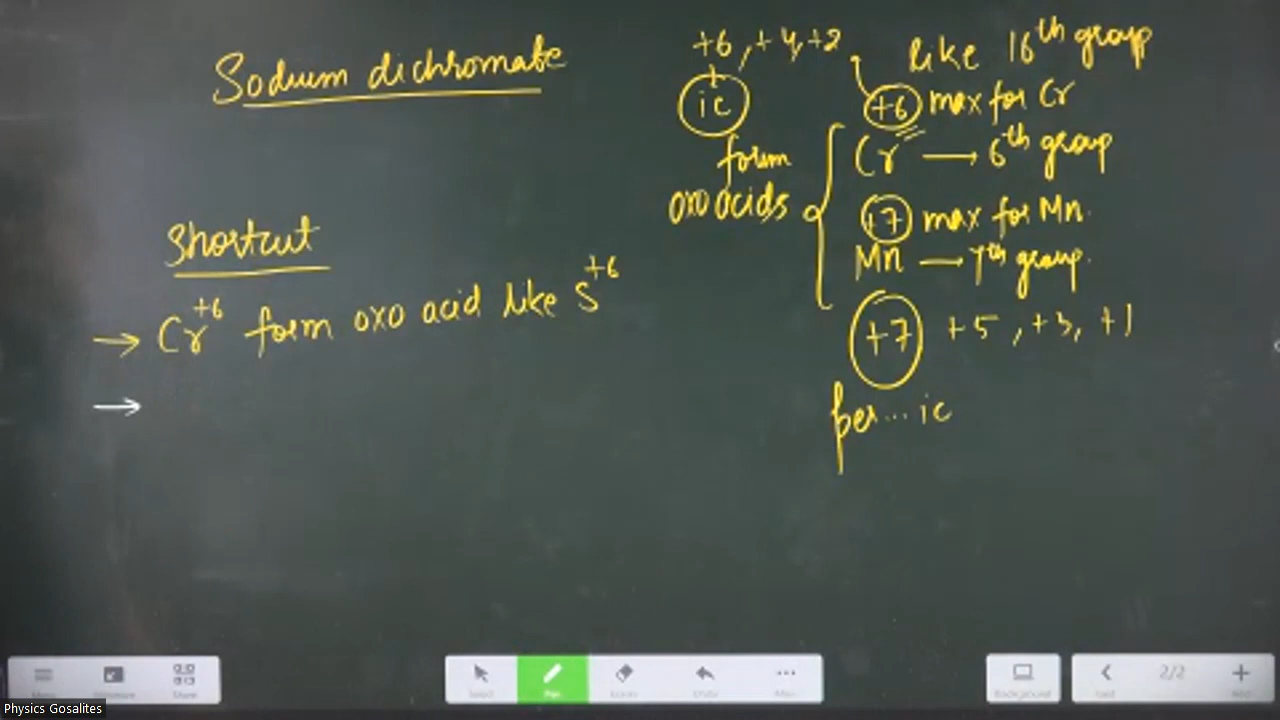 Sodium dichromate
Shortcut
→ Cr+6 form oxo acid like S+6
→
+6, +4, +2
ic
form
oxo acids
like 16th group
+6 max for Cr
Cr → 6th group
+7 max for Mn.
Mn → 7th group.
+7 +5, +3, +1
per...ic
2/2
Physics Gosalites